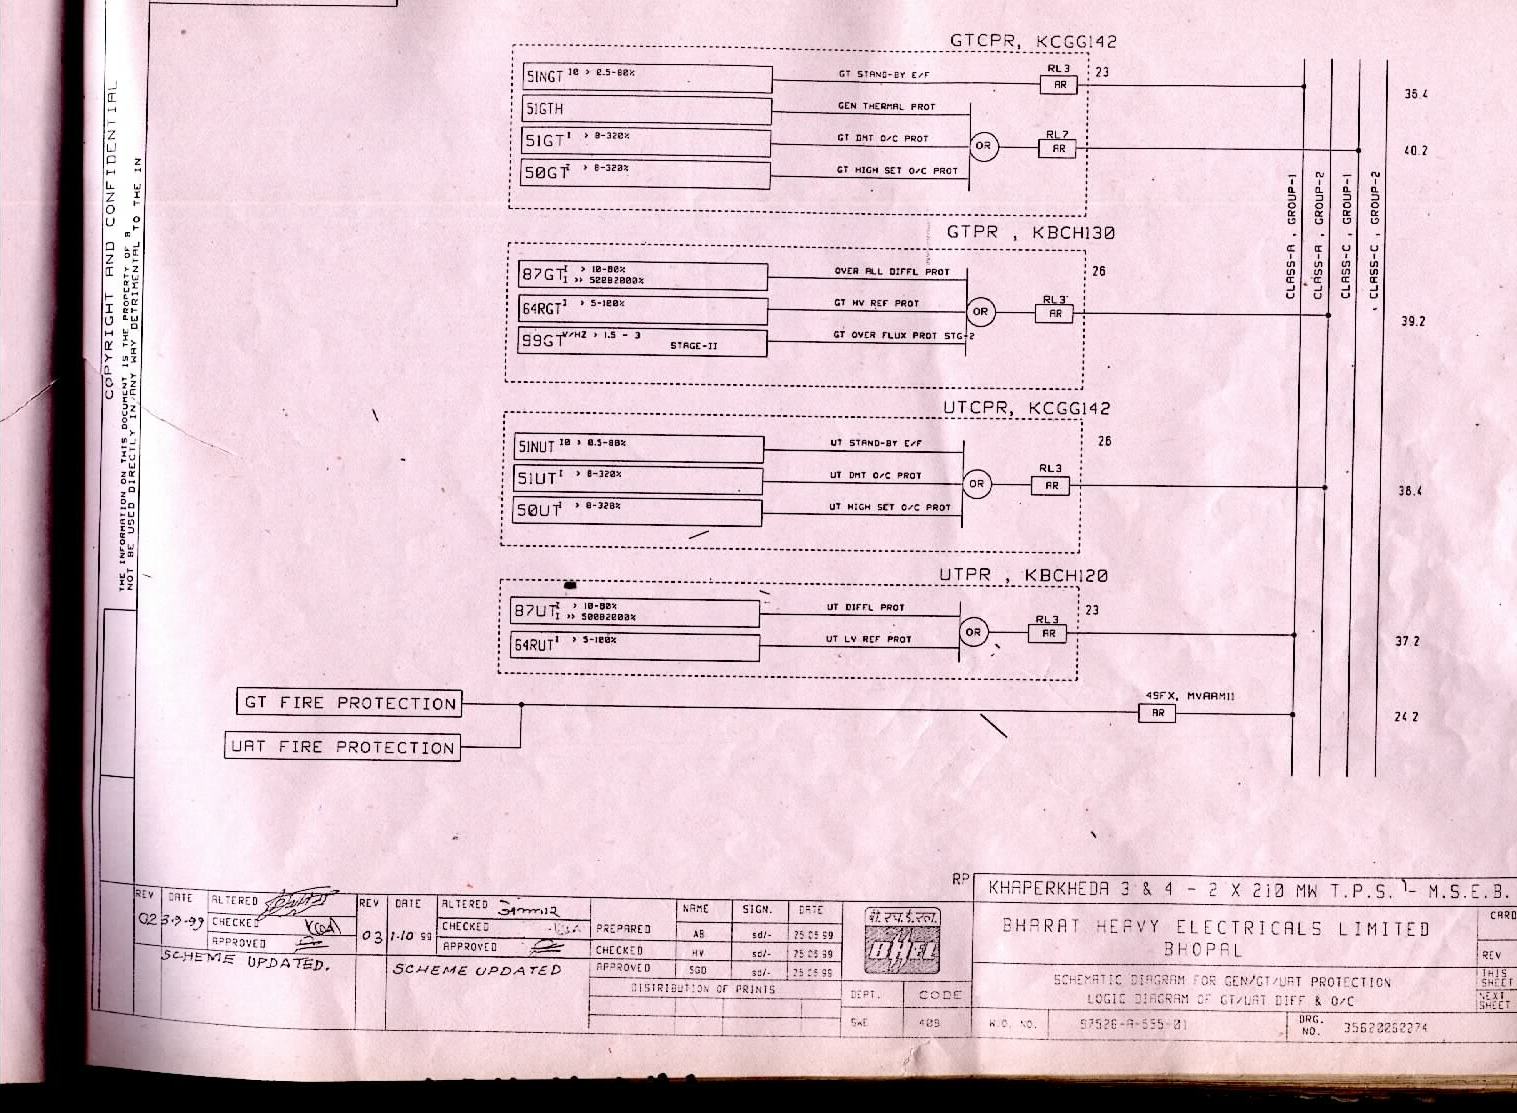 COPYRIGHT AND CONFIDENTIAL
THE INFORMATION ON THIS DOCUMENT IS THE PROPERTY OF B
NOT BE USED DIRECTLY IN ANY WAY DETRIMENTAL TO THE IN
GTCPR, KCGG142
51NGT I0 > 0.5-80% GT STAND-BY E/F RL3 AR 23
35.4
51GTH GEN THERMAL PROT
51GT I > 8-320% GT DMT O/C PROT OR RL7 AR
40.2
50GT I > 8-320% GT HIGH SET O/C PROT
CLASS-A , GROUP-1
CLASS-A , GROUP-2
CLASS-C , GROUP-1
CLASS-C , GROUP-2
GTPR , KBCH130
87GT I > 10-80% OVER ALL DIFFL PROT 26
I >>
64RGT I > 5-100% GT HV REF PROT OR RL3 AR
39.2
99GT V/HZ > 1.5 - 3 GT OVER FLUX PROT STG-2
STAGE-II
UTCPR, KCGG142
51NUT I0 > 0.5-80% UT STAND-BY E/F 26
51UT I > 8-320% UT DMT O/C PROT OR RL3 AR
36.4
50UT I > 8-320% UT HIGH SET O/C PROT
UTPR , KBCH120
87UT I > 10-80% UT DIFFL PROT 23
I >>
OR RL3 AR
64RUT I > 5-100% UT LV REF PROT
37.2
GT FIRE PROTECTION AR
24.2
UAT FIRE PROTECTION
REV DATE ALTERED
02 3-9-99 CHECKED
APPROVED
SCHEME UPDATED.
REV DATE ALTERED
03 1-10 99 CHECKED
APPROVED
SCHEME UPDATED
NAME SIGN. DATE
PREPARED AB sd/- 25 05 99
CHECKED HV sd/- 25 05 99
APPROVED SGD sd/- 25 05 99
DISTRIBUTION OF PRINTS
बी.एच.ई.एल.
BHEL
DEPT. CODE
SWE 409
RP
KHAPERKHEDA 3 & 4 - 2 X 210 MW T.P.S. - M.S.E.B.
BHARAT HEAVY ELECTRICALS LIMITED
BHOPAL
SCHEMATIC DIAGRAM FOR GEN/GT/UAT PROTECTION
LOGIC DIAGRAM OF GT/UAT DIFF & O/C
W.O. NO. 97526-A-555-01 DRG. NO. 35620262274
CARD
REV
THIS SHEET
NEXT SHEET